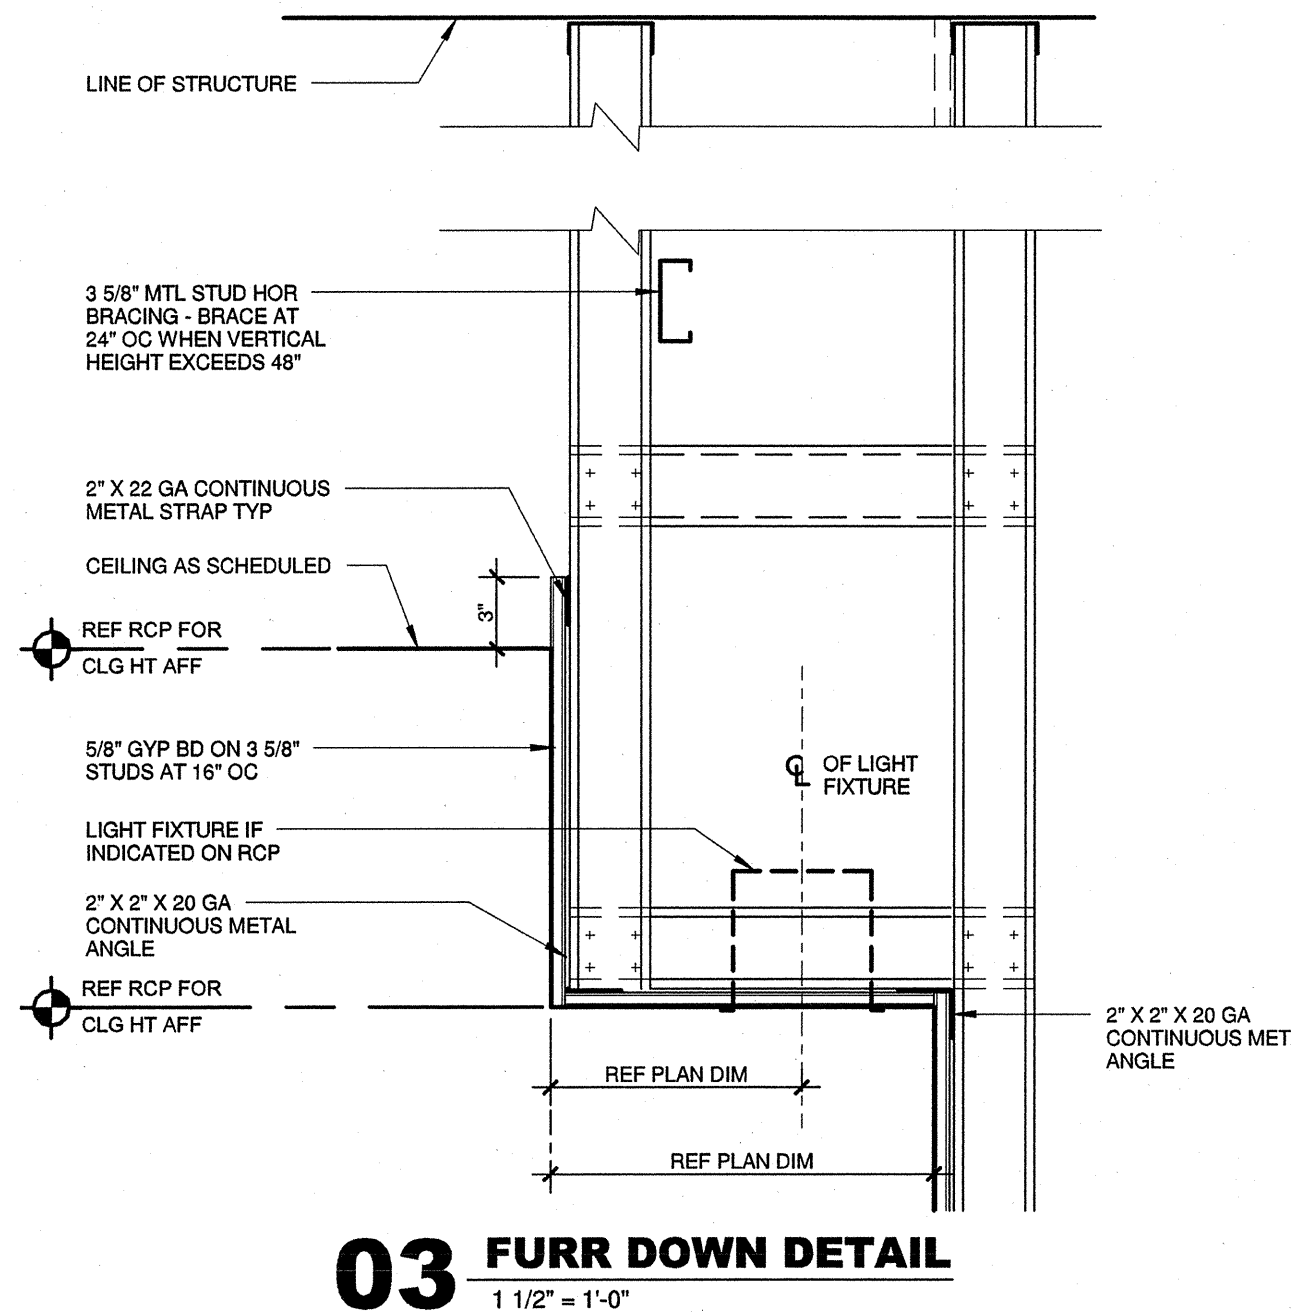 LINE OF STRUCTURE
3 5/8" MTL STUD HOR
BRACING - BRACE AT
24" OC WHEN VERTICAL
HEIGHT EXCEEDS 48"
2" X 22 GA CONTINUOUS
METAL STRAP TYP
CEILING AS SCHEDULED
3"
REF RCP FOR
CLG HT AFF
5/8" GYP BD ON 3 5/8"
STUDS AT 16" OC
℄ OF LIGHT
FIXTURE
LIGHT FIXTURE IF
INDICATED ON RCP
2" X 2" X 20 GA
CONTINUOUS METAL
ANGLE
REF RCP FOR
CLG HT AFF
2" X 2" X 20 GA
CONTINUOUS MET
ANGLE
REF PLAN DIM
REF PLAN DIM
03 FURR DOWN DETAIL
1 1/2" = 1'-0"